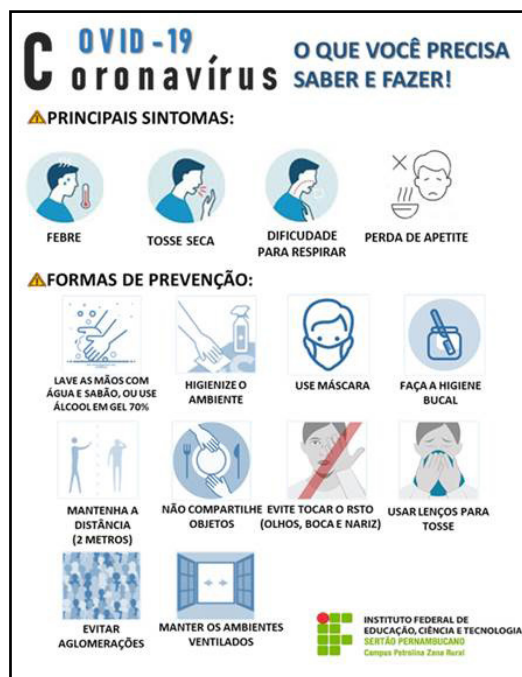 COVID-19
Coronavírus
O QUE VOCÊ PRECISA
SABER E FAZER!
PRINCIPAIS SINTOMAS:
FEBRE
TOSSE SECA
DIFICUDADE
PARA RESPIRAR
PERDA DE APETITE
FORMAS DE PREVENÇÃO:
LAVE AS MÃOS COM
ÁGUA E SABÃO, OU USE
ÁLCOOL EM GEL 70%
HIGIENIZE O
AMBIENTE
USE MÁSCARA
FAÇA A HIGIENE
BUCAL
MANTENHA A
DISTÂNCIA
(2 METROS)
NÃO COMPARTILHE
OBJETOS
EVITE TOCAR O RSTO
(OLHOS, BOCA E NARIZ)
USAR LENÇOS PARA
TOSSE
EVITAR
AGLOMERAÇÕES
MANTER OS AMBIENTES
VENTILADOS
INSTITUTO FEDERAL DE
EDUCAÇÃO, CIÊNCIA E TECNOLOGIA
SERTÃO PERNAMBUCANO
Campus Petrolina Zona Rural